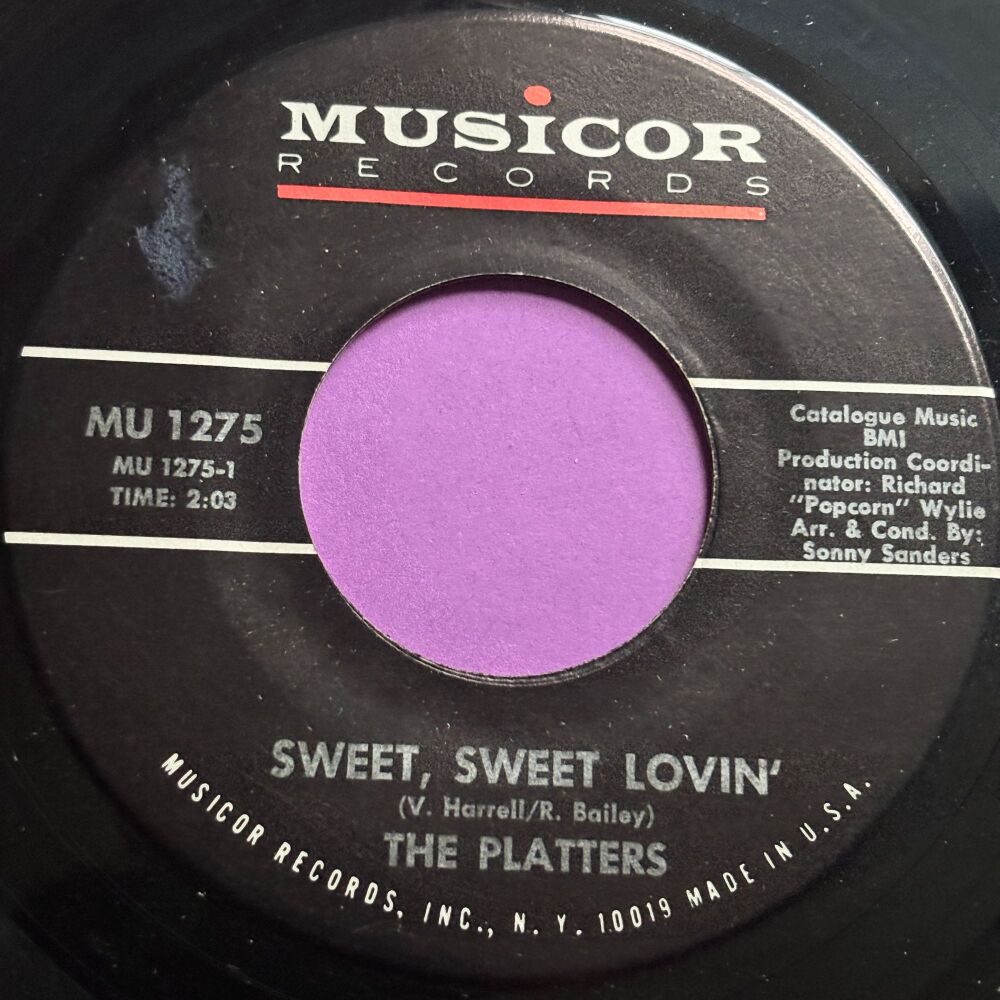 MUSiCOR
RECORDS
MU 1275
MU 1275-1
TIME: 2:03
Catalogue Music
BMI
Production Coordi-
nator: Richard
"Popcorn" Wylie
Arr. & Cond. By:
Sonny Sanders
SWEET, SWEET LOVIN'
(V. Harrell/R. Bailey)
THE PLATTERS
MUSICOR RECORDS, INC., N. Y. 10019 MADE IN U.S.A.